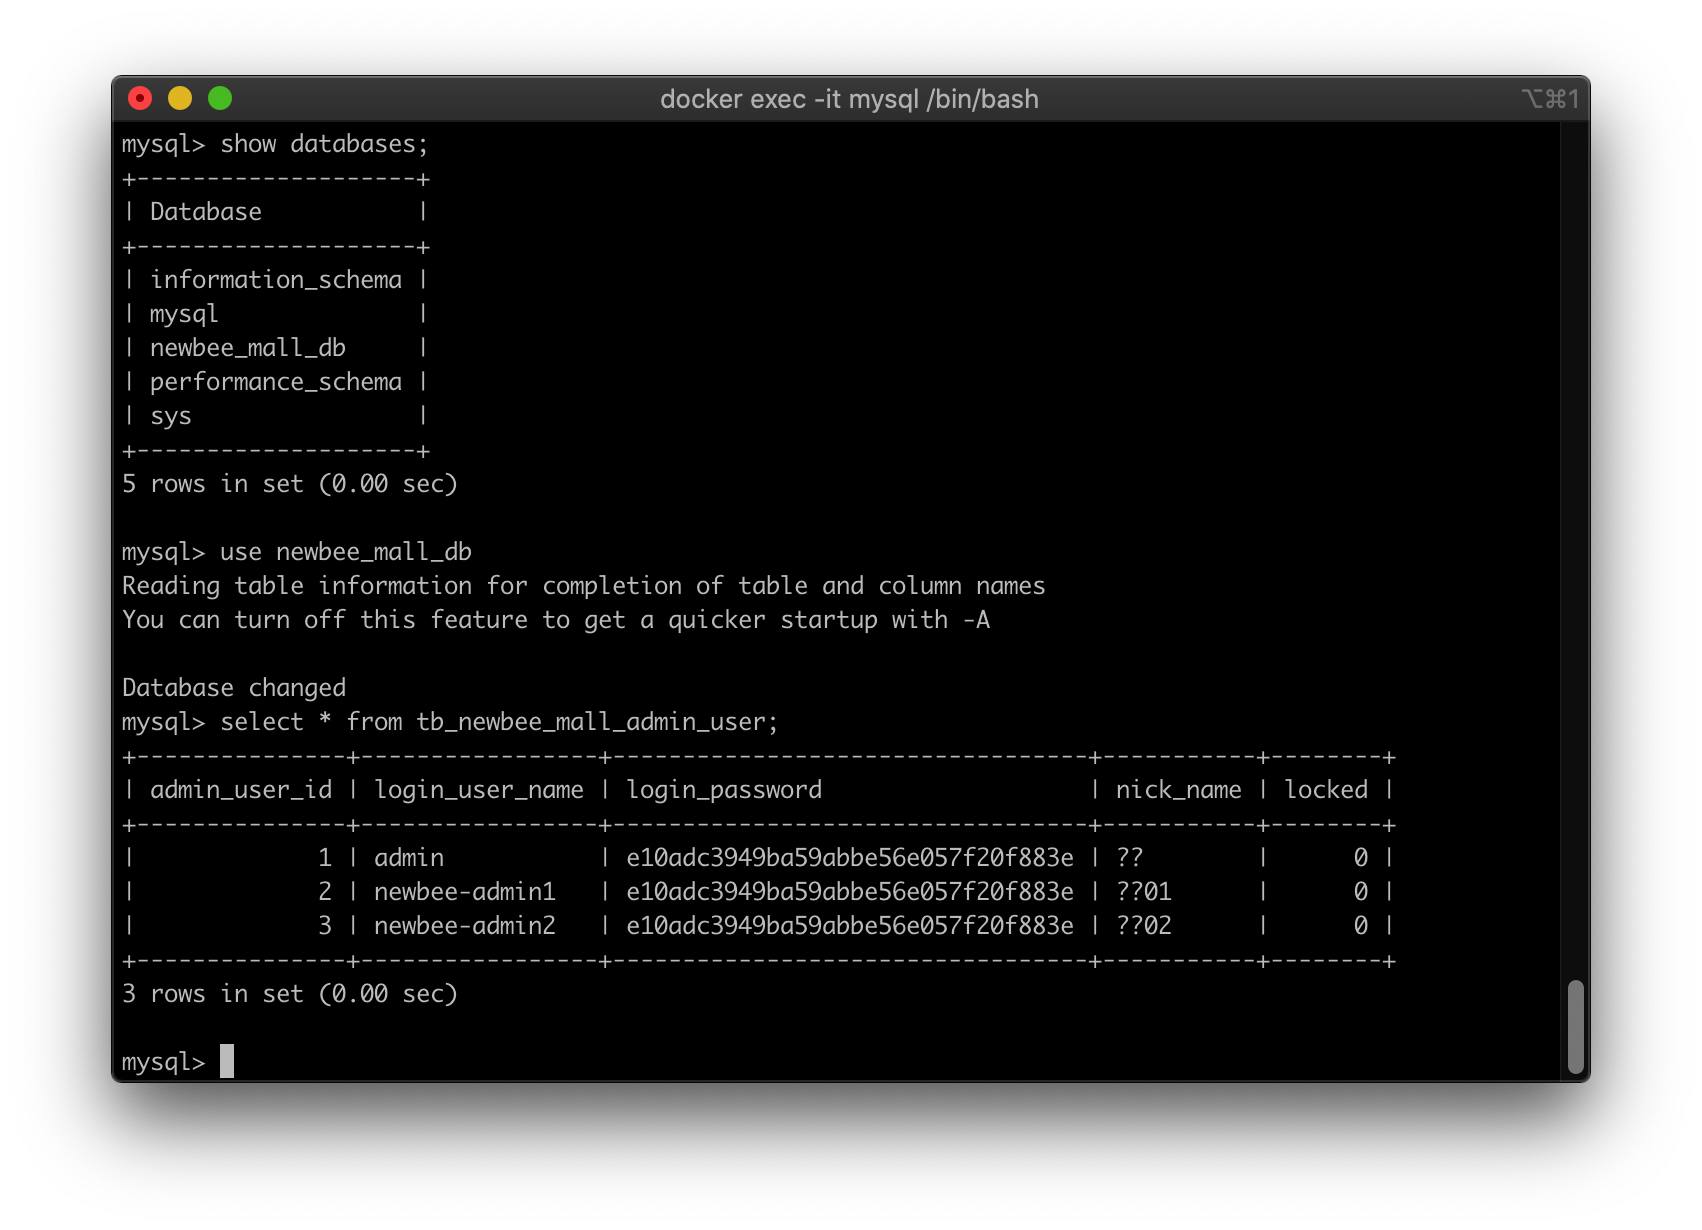 docker exec -it mysql /bin/bash ⌥⌘1
mysql> show databases;
+--------------------+
| Database           |
+--------------------+
| information_schema |
| mysql              |
| newbee_mall_db     |
| performance_schema |
| sys                |
+--------------------+
5 rows in set (0.00 sec)
mysql> use newbee_mall_db
Reading table information for completion of table and column names
You can turn off this feature to get a quicker startup with -A
Database changed
mysql> select * from tb_newbee_mall_admin_user;
+---------------+-----------------+----------------------------------+-----------+--------+
| admin_user_id | login_user_name | login_password                   | nick_name | locked |
+---------------+-----------------+----------------------------------+-----------+--------+
|             1 | admin           | e10adc3949ba59abbe56e057f20f883e | ??        |      0 |
|             2 | newbee-admin1   | e10adc3949ba59abbe56e057f20f883e | ??01      |      0 |
|             3 | newbee-admin2   | e10adc3949ba59abbe56e057f20f883e | ??02      |      0 |
+---------------+-----------------+----------------------------------+-----------+--------+
3 rows in set (0.00 sec)
mysql>